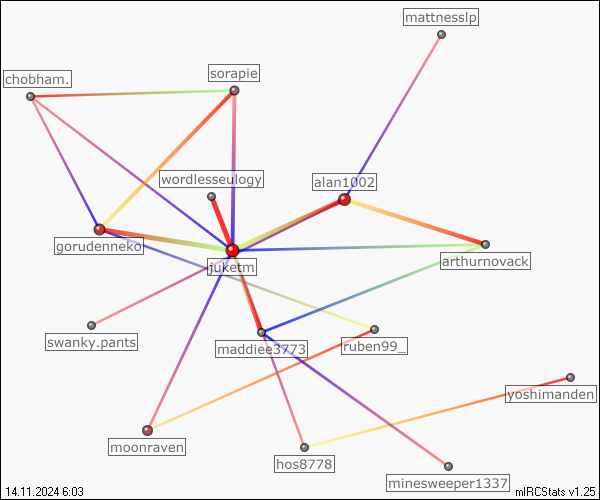 mattnesslp
sorapie
chobham.
wordlesseulogy
alan1002
gorudenneko
juketm
arthurnovack
swanky.pants
maddiee3773
ruben99_
yoshimanden
moonraven
hos8778
minesweeper1337
14.11.2024 6:03
mIRCStats v1.25